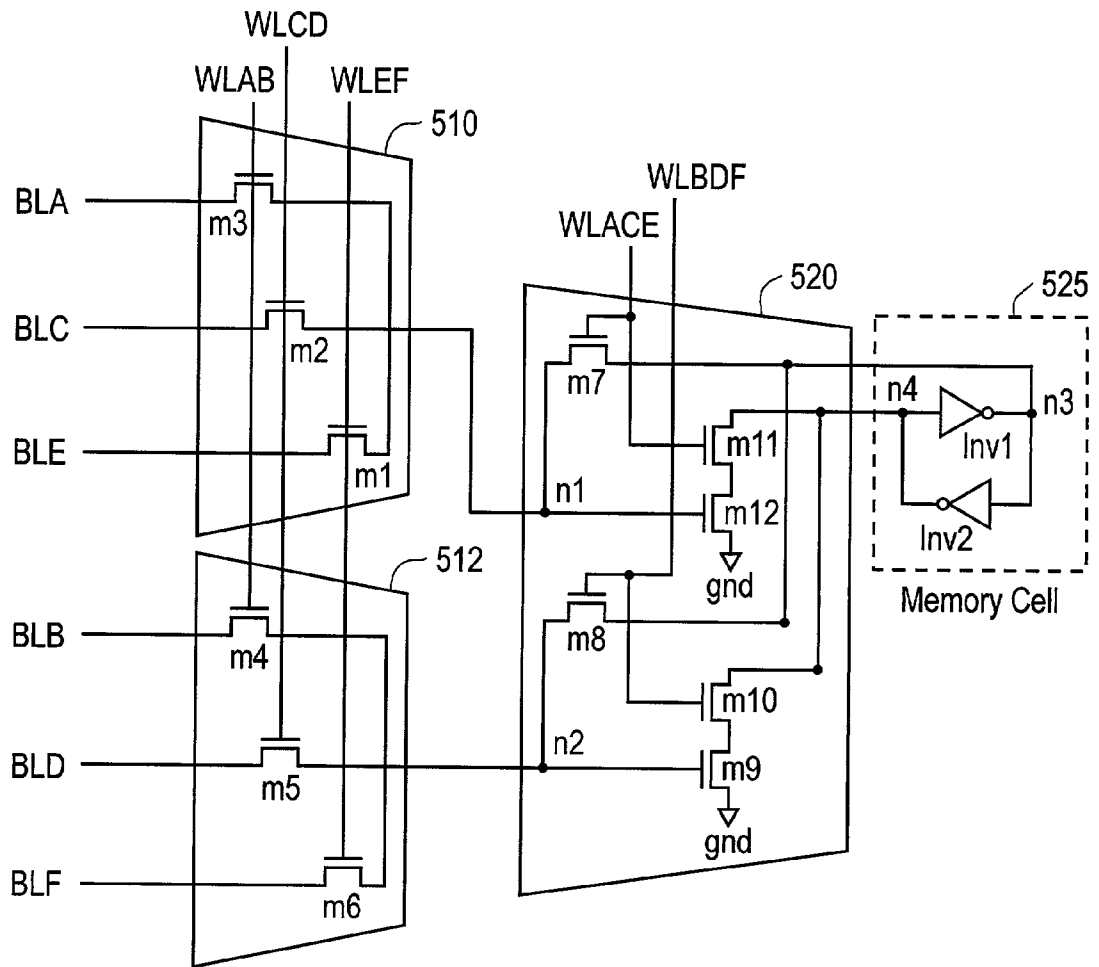 WLCD
WLAB
WLEF
510
BLA
m3
WLBDF
WLACE
520
525
BLC
m2
m7
n4
n3
Inv1
BLE
m1
m11
n1
m12
Inv2
gnd
512
Memory Cell
BLB
m4
m8
m10
n2
BLD
m5
m9
gnd
BLF
m6